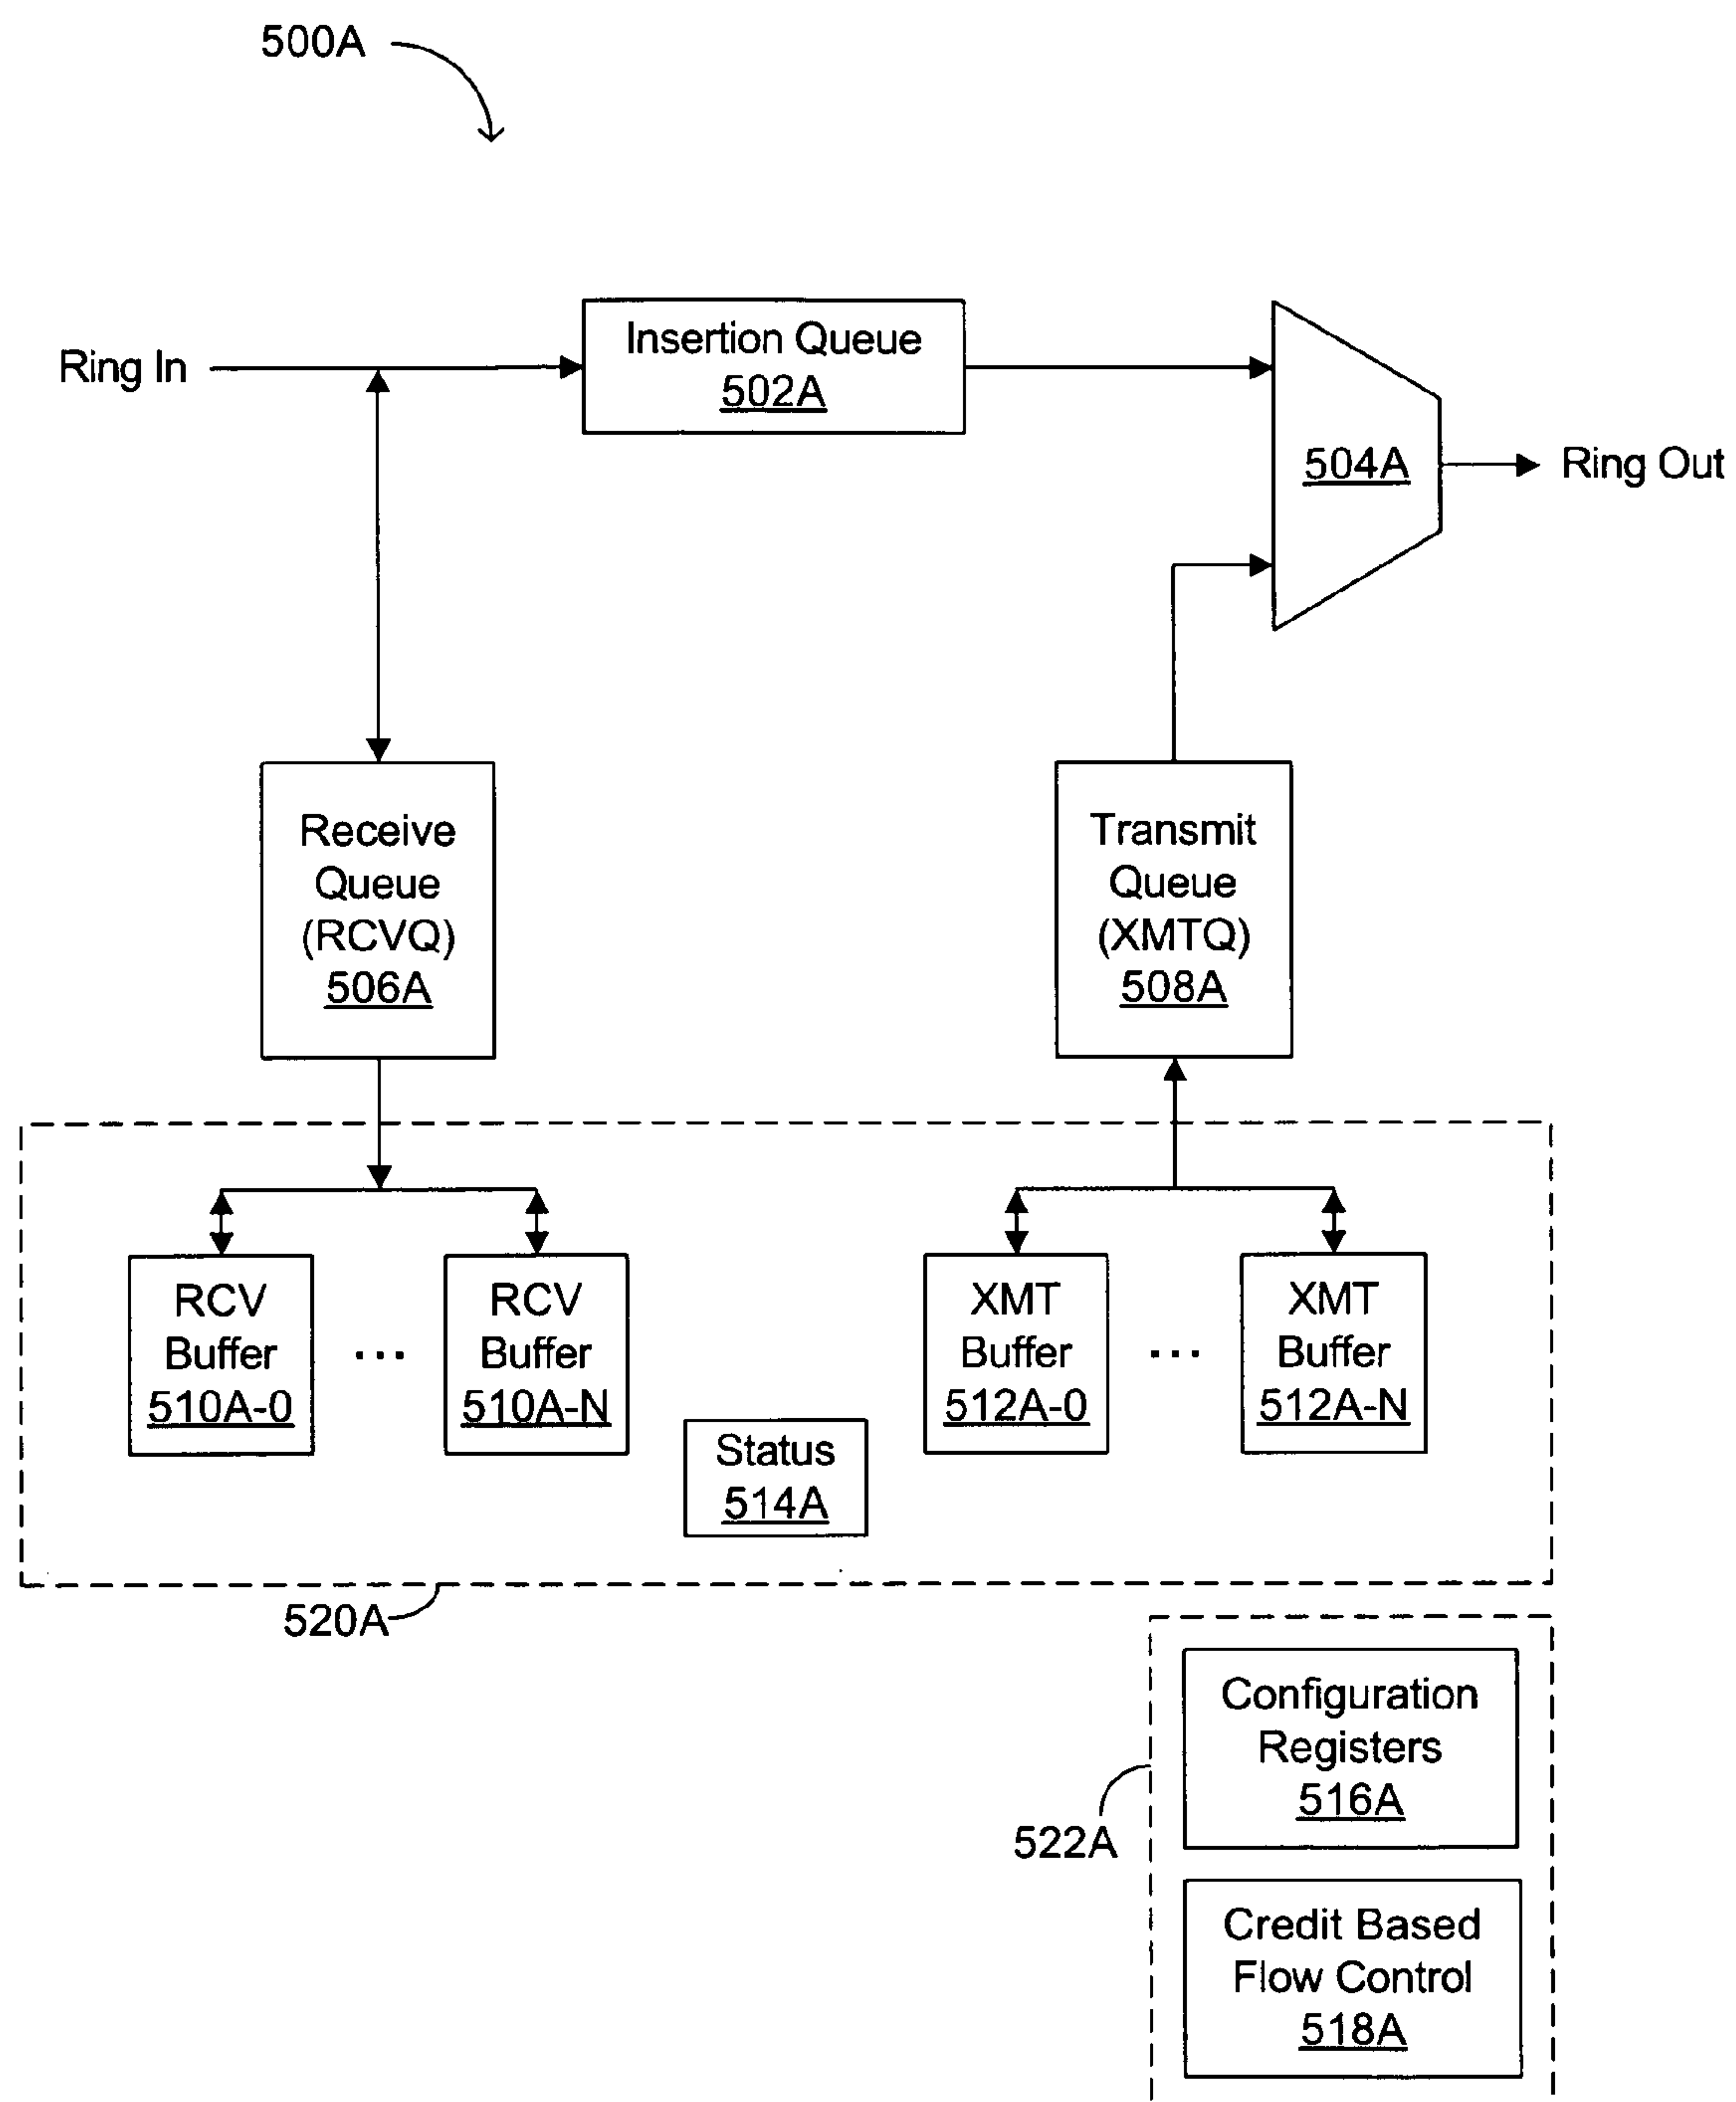 500A
Ring In
Insertion Queue
502A
504A
Ring Out
Receive
Queue
(RCVQ)
506A
Transmit
Queue
(XMTQ)
508A
RCV
Buffer
510A-0
...
RCV
Buffer
510A-N
Status
514A
XMT
Buffer
512A-0
...
XMT
Buffer
512A-N
520A
Configuration
Registers
516A
522A
Credit Based
Flow Control
518A